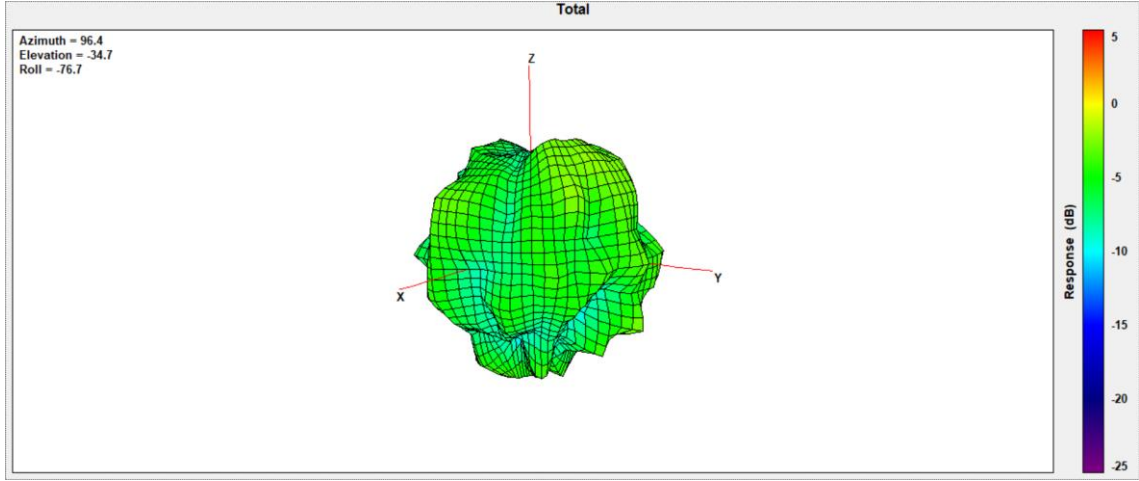 Total
Azimuth = 96.4
Elevation = -34.7
Roll = -76.7
Z
X
Y
5
0
-5
-10
-15
-20
-25
Response (dB)